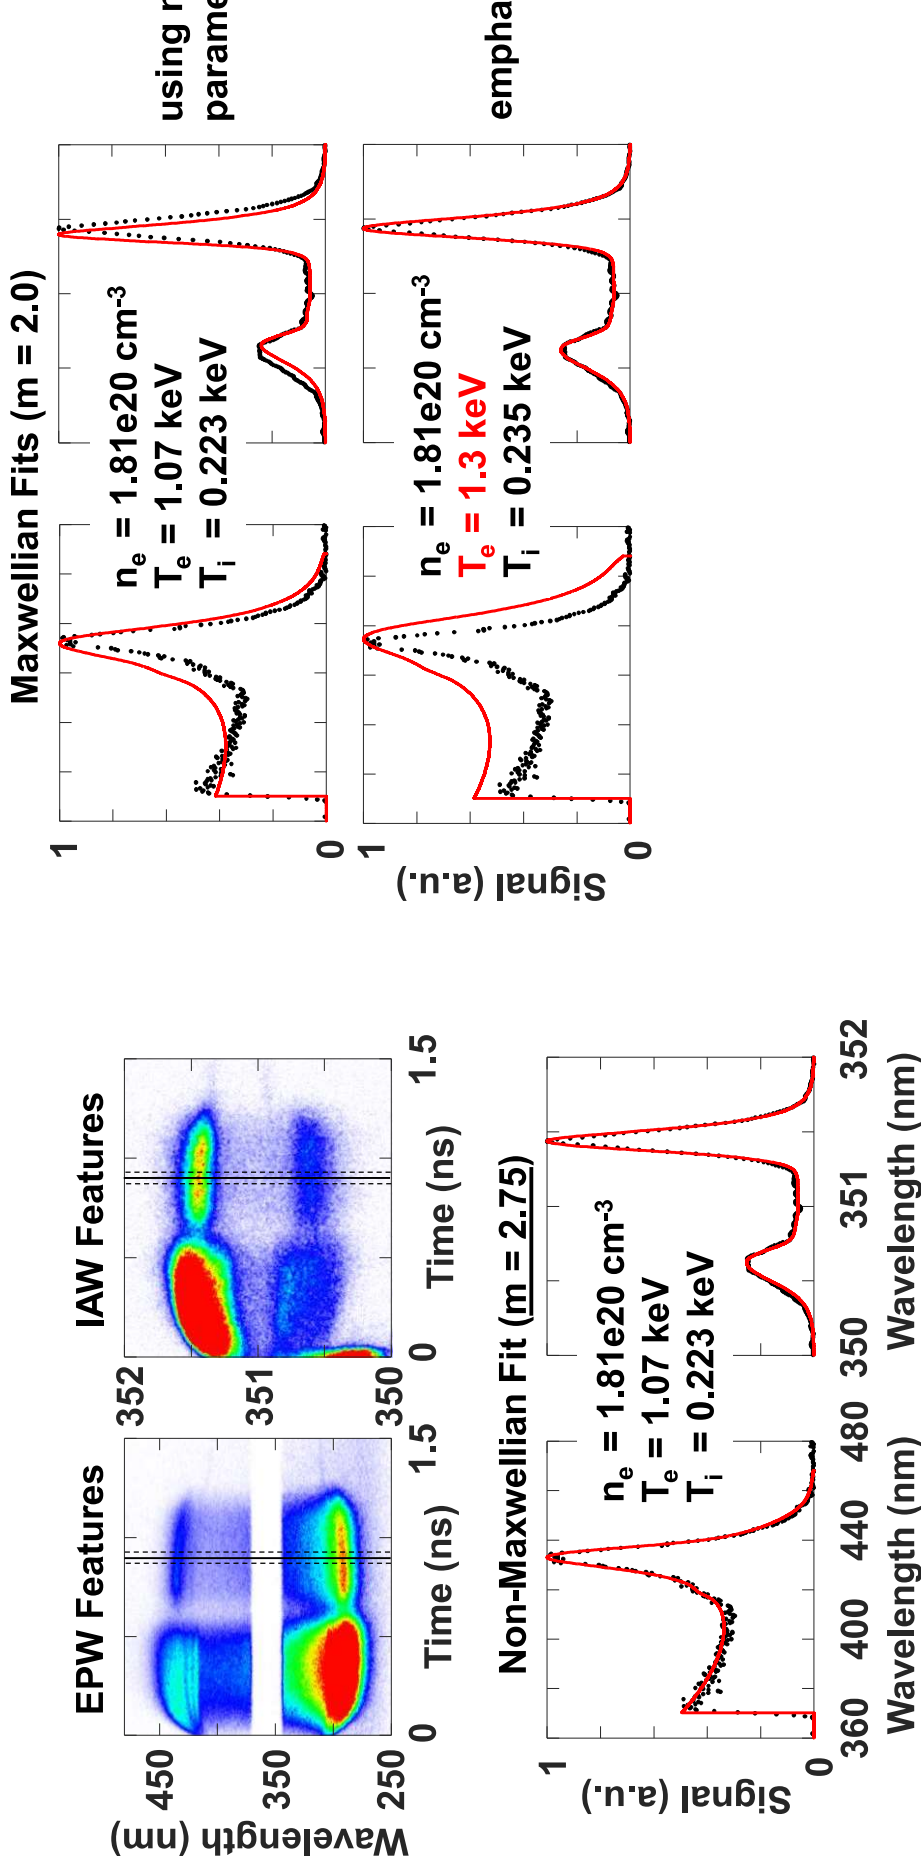 EPW Features
IAW Features
450
350
250
Wavelength (nm)
0
1.5
Time (ns)
352
351
350
0
1.5
Time (ns)
Non-Maxwellian Fit (m = 2.75)
1
0
Signal (a.u.)
nₑ = 1.81e20 cm⁻³
Tₑ = 1.07 keV
Tᵢ = 0.223 keV
360
400
440
480
Wavelength (nm)
350
351
352
Wavelength (nm)
Maxwellian Fits (m = 2.0)
1
0
nₑ = 1.81e20 cm⁻³
Tₑ = 1.07 keV
Tᵢ = 0.223 keV
1
0
Signal (a.u.)
nₑ = 1.81e20 cm⁻³
Tₑ = 1.3 keV
Tᵢ = 0.235 keV
using